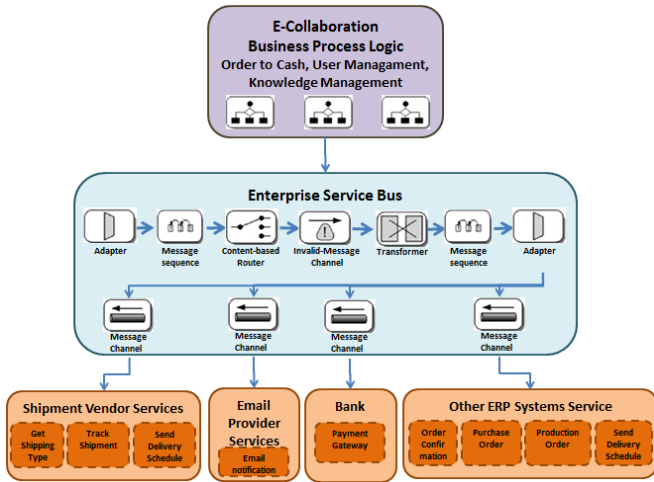 E-Collaboration
Business Process Logic
Order to Cash, User Managament,
Knowledge Management
Enterprise Service Bus
Adapter
Message
sequence
Content-based
Router
Invalid-Message
Channel
Transformer
Message
sequence
Adapter
Message
Channel
Message
Channel
Message
Channel
Message
Channel
Shipment Vendor Services
Get
Shipping
Type
Track
Shipment
Send
Delivery
Schedule
Email
Provider
Services
Email
notification
Bank
Payment
Gateway
Other ERP Systems Service
Order
Confir
mation
Purchase
Order
Production
Order
Send
Delivery
Schedule